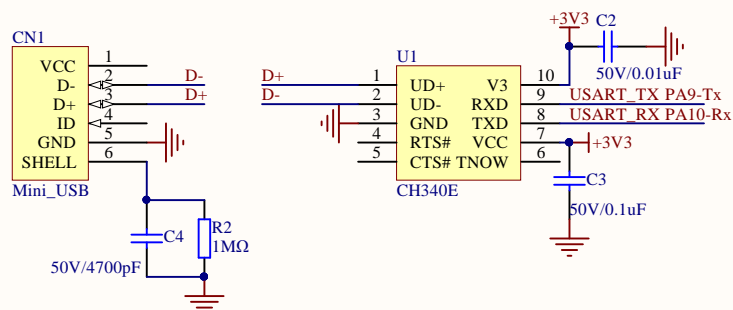 CN1
VCC 1
D- 2
D+ 3
ID 4
GND 5
SHELL 6
Mini_USB
D-
D+
C4
50V/4700pF
R2
1MΩ
D+
D-
U1
1 UD+ V3 10
2 UD- RXD 9
3 GND TXD 8
4 RTS# VCC 7
5 CTS# TNOW 6
CH340E
+3V3
C2
50V/0.01uF
USART_TX PA9-Tx
USART_RX PA10-Rx
+3V3
C3
50V/0.1uF